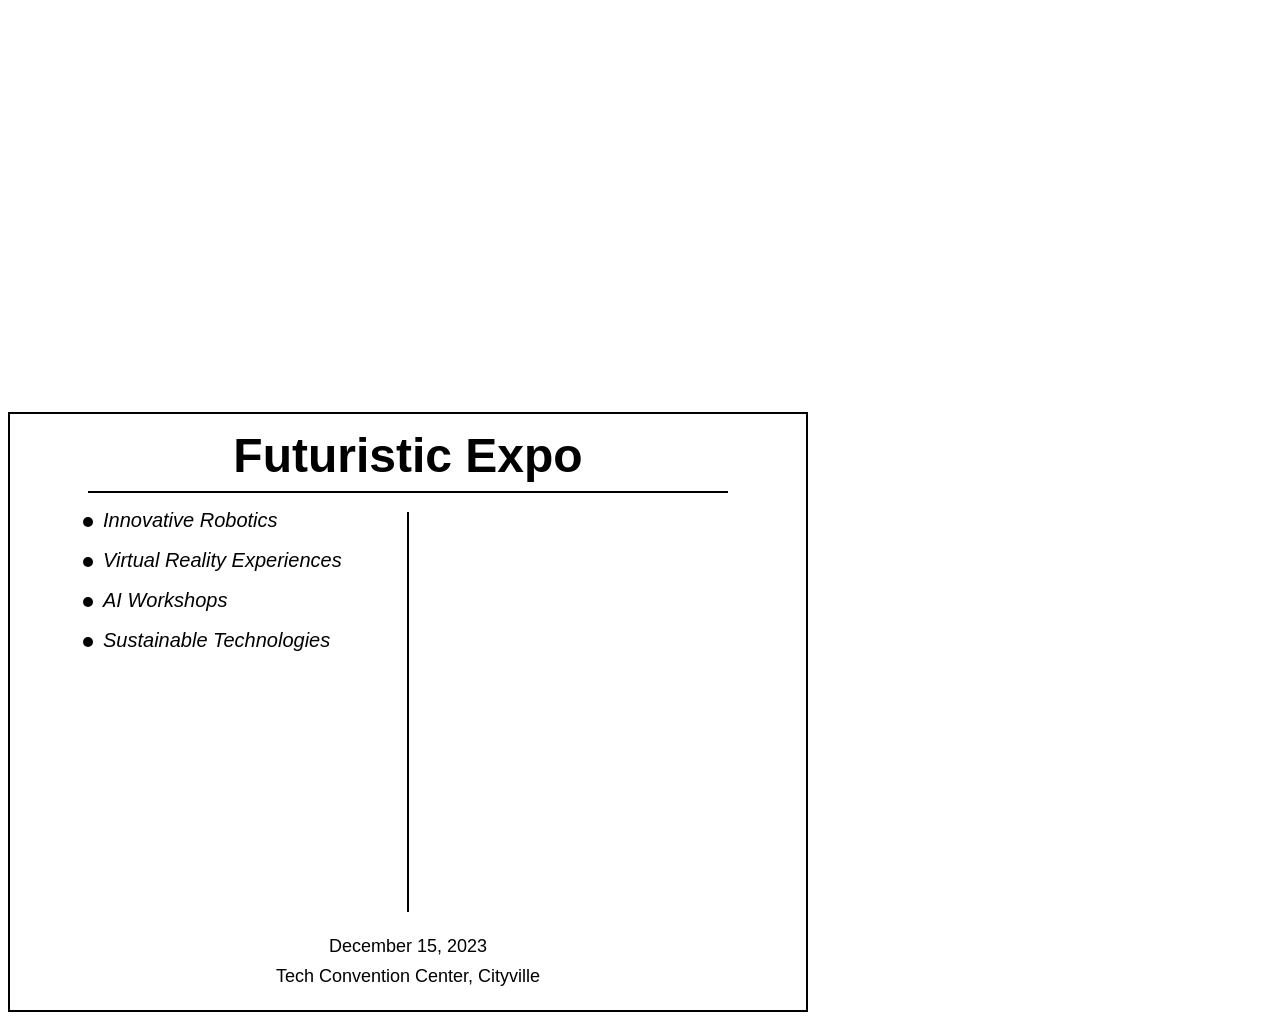 Futuristic Expo
Innovative Robotics
Virtual Reality Experiences
AI Workshops
Sustainable Technologies
December 15, 2023
Tech Convention Center, Cityville